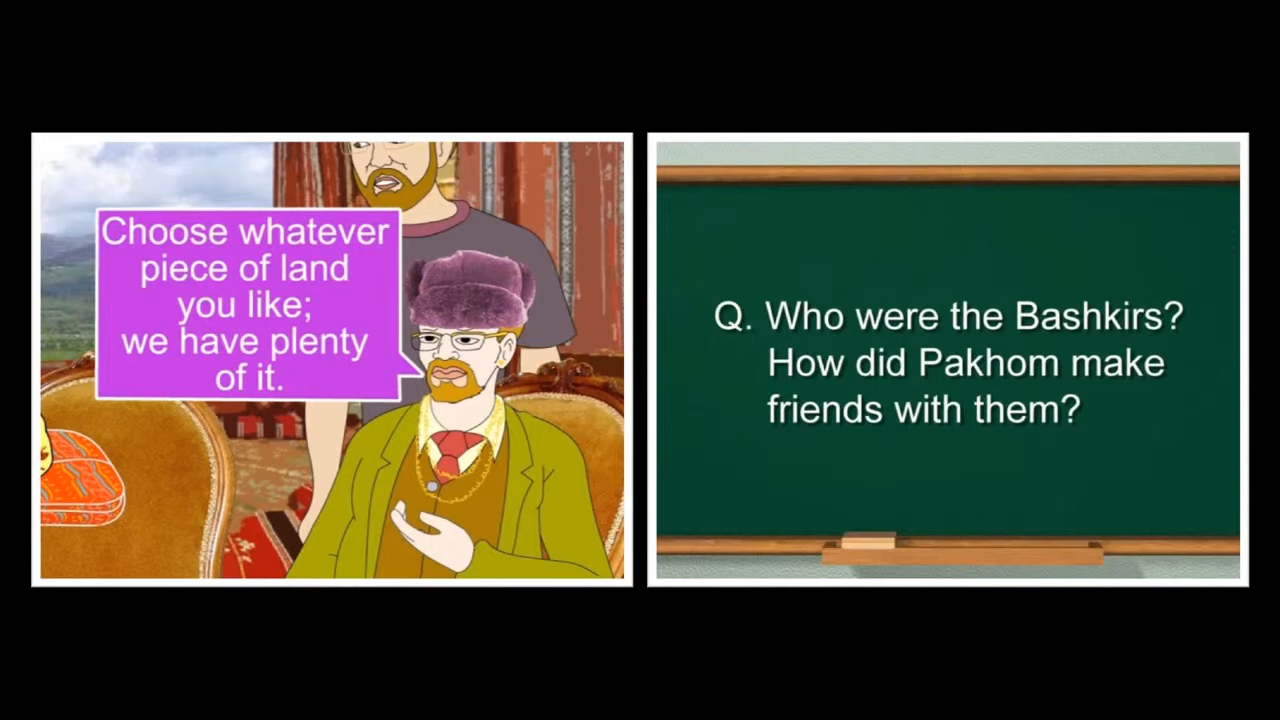 Choose whatever
piece of land
you like;
we have plenty
of it.
Q. Who were the Bashkirs?
How did Pakhom make
friends with them?